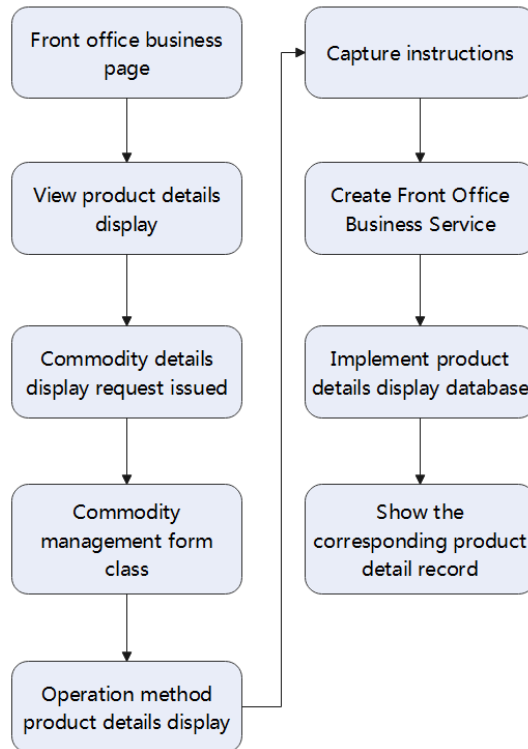 Front office business
page
View product details
display
Commodity details
display request issued
Commodity
management form
class
Operation method
product details display
Capture instructions
Create Front Office
Business Service
Implement product
details display database
Show the
corresponding product
detail record